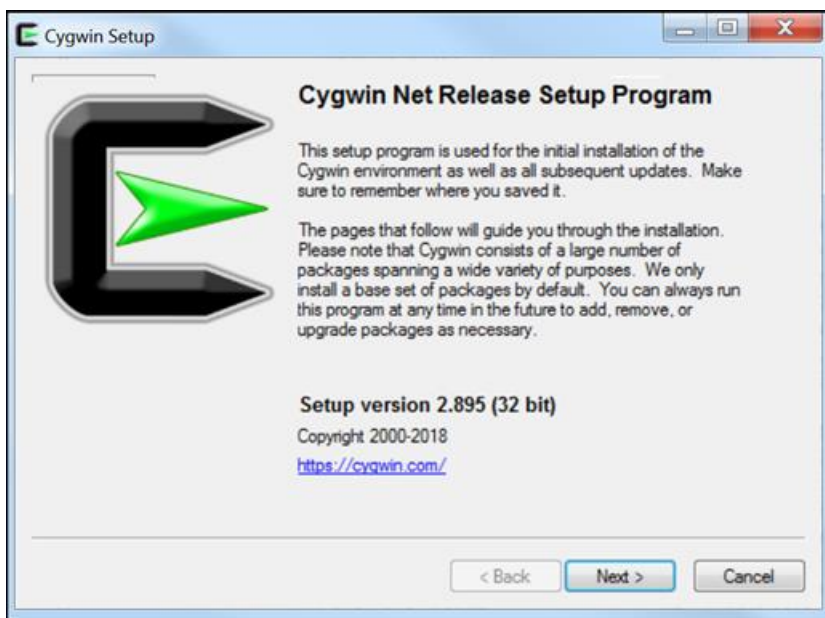 Cygwin Setup
Cygwin Net Release Setup Program
This setup program is used for the initial installation of the
Cygwin environment as well as all subsequent updates.  Make
sure to remember where you saved it.
The pages that follow will guide you through the installation.
Please note that Cygwin consists of a large number of
packages spanning a wide variety of purposes.  We only
install a base set of packages by default.  You can always run
this program at any time in the future to add, remove, or
upgrade packages as necessary.
Setup version 2.895 (32 bit)
Copyright 2000-2018
https://cygwin.com/
< Back Next > Cancel